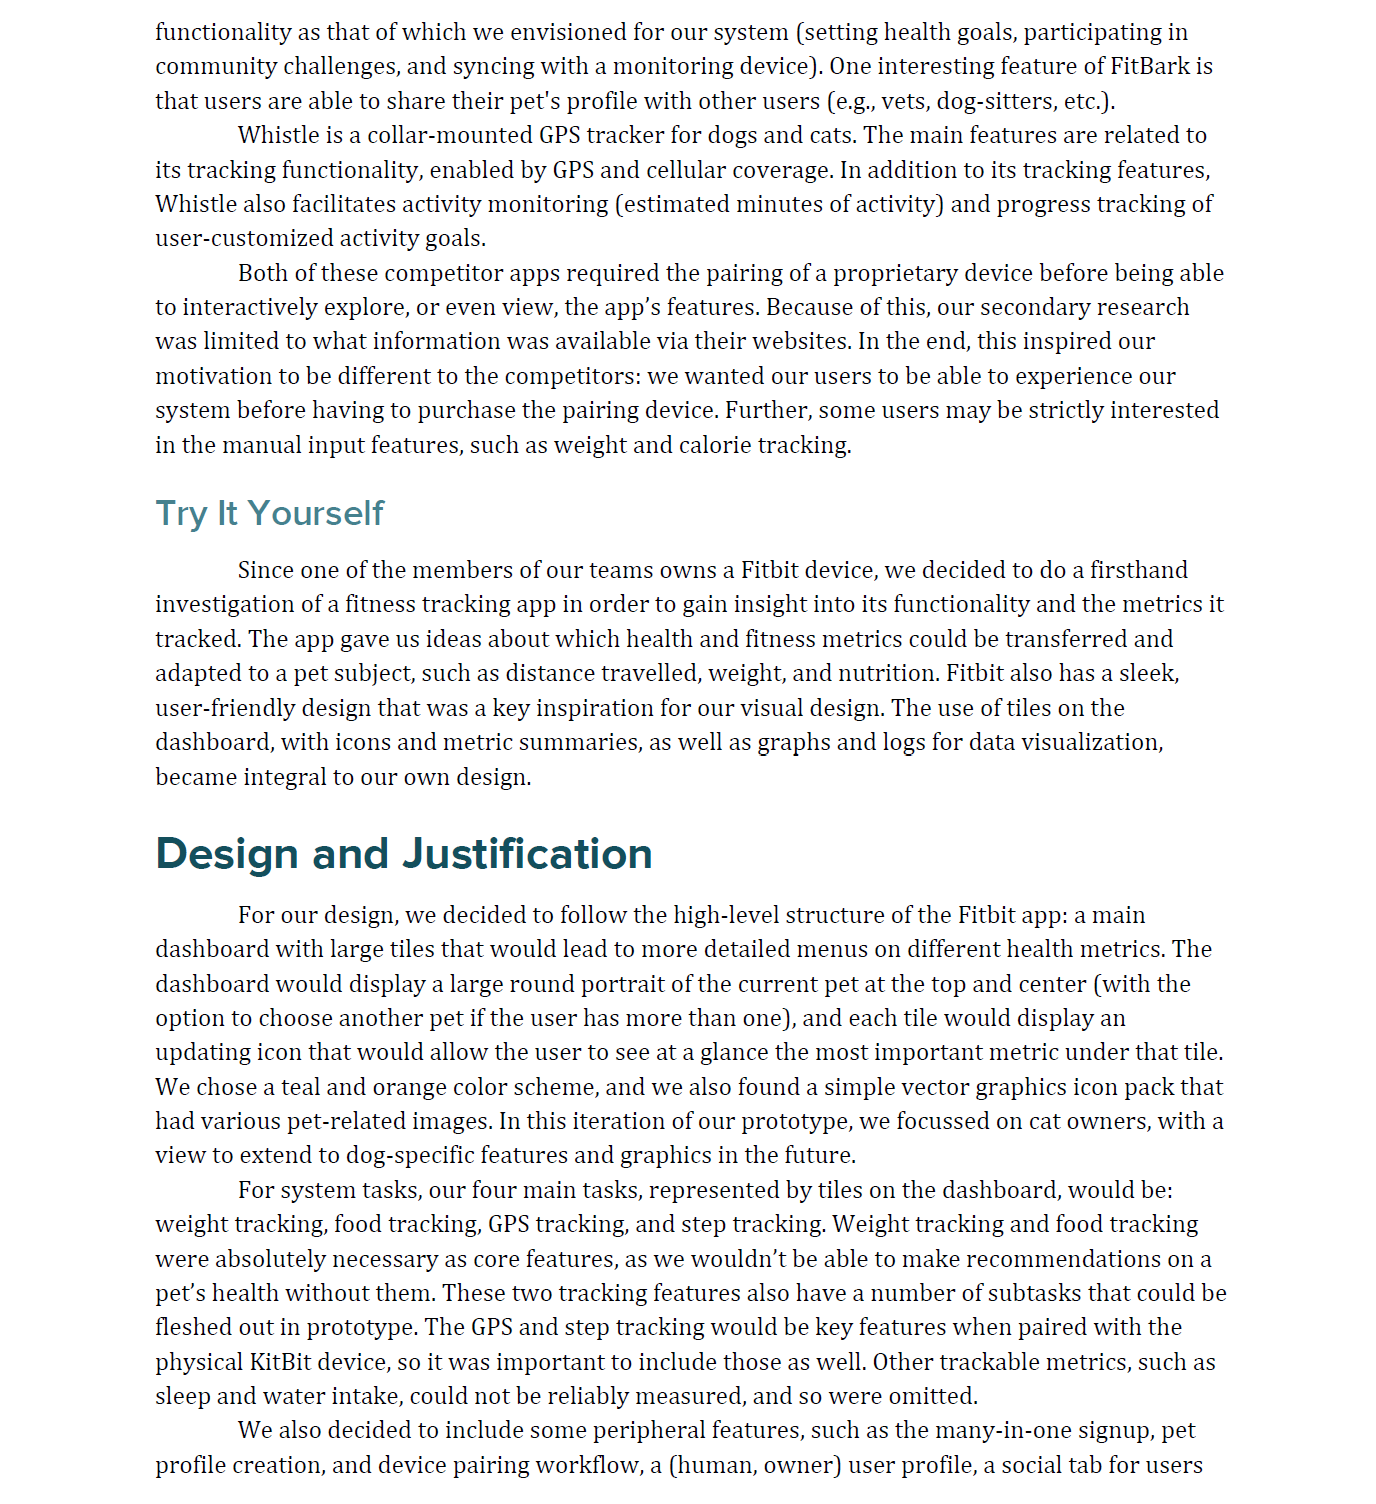 functionality as that of which we envisioned for our system (setting health goals, participating in
community challenges, and syncing with a monitoring device). One interesting feature of FitBark is
that users are able to share their pet's profile with other users (e.g., vets, dog-sitters, etc.).
Whistle is a collar-mounted GPS tracker for dogs and cats. The main features are related to
its tracking functionality, enabled by GPS and cellular coverage. In addition to its tracking features,
Whistle also facilitates activity monitoring (estimated minutes of activity) and progress tracking of
user-customized activity goals.
Both of these competitor apps required the pairing of a proprietary device before being able
to interactively explore, or even view, the app’s features. Because of this, our secondary research
was limited to what information was available via their websites. In the end, this inspired our
motivation to be different to the competitors: we wanted our users to be able to experience our
system before having to purchase the pairing device. Further, some users may be strictly interested
in the manual input features, such as weight and calorie tracking.
Try It Yourself
Since one of the members of our teams owns a Fitbit device, we decided to do a firsthand
investigation of a fitness tracking app in order to gain insight into its functionality and the metrics it
tracked. The app gave us ideas about which health and fitness metrics could be transferred and
adapted to a pet subject, such as distance travelled, weight, and nutrition. Fitbit also has a sleek,
user-friendly design that was a key inspiration for our visual design. The use of tiles on the
dashboard, with icons and metric summaries, as well as graphs and logs for data visualization,
became integral to our own design.
Design and Justification
For our design, we decided to follow the high-level structure of the Fitbit app: a main
dashboard with large tiles that would lead to more detailed menus on different health metrics. The
dashboard would display a large round portrait of the current pet at the top and center (with the
option to choose another pet if the user has more than one), and each tile would display an
updating icon that would allow the user to see at a glance the most important metric under that tile.
We chose a teal and orange color scheme, and we also found a simple vector graphics icon pack that
had various pet-related images. In this iteration of our prototype, we focussed on cat owners, with a
view to extend to dog-specific features and graphics in the future.
For system tasks, our four main tasks, represented by tiles on the dashboard, would be:
weight tracking, food tracking, GPS tracking, and step tracking. Weight tracking and food tracking
were absolutely necessary as core features, as we wouldn’t be able to make recommendations on a
pet’s health without them. These two tracking features also have a number of subtasks that could be
fleshed out in prototype. The GPS and step tracking would be key features when paired with the
physical KitBit device, so it was important to include those as well. Other trackable metrics, such as
sleep and water intake, could not be reliably measured, and so were omitted.
We also decided to include some peripheral features, such as the many-in-one signup, pet
profile creation, and device pairing workflow, a (human, owner) user profile, a social tab for users